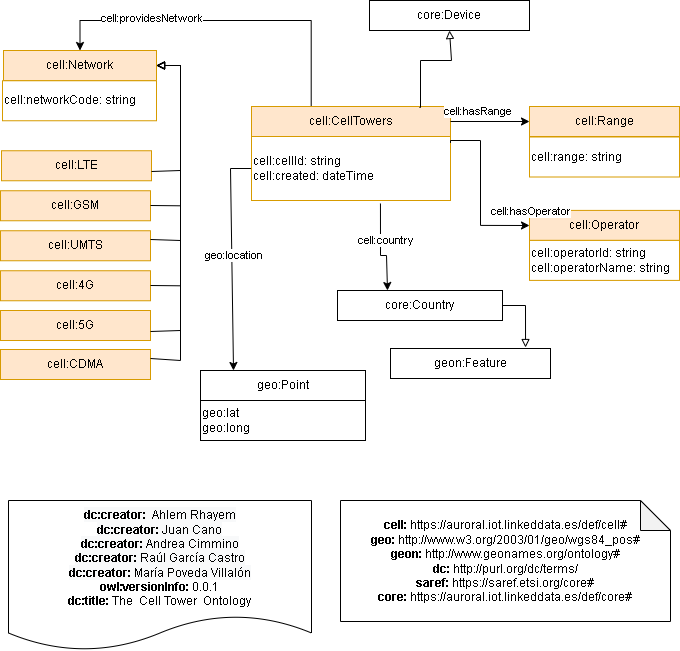 cell:providesNetwork
core:Device
cell:Network
cell:networkCode: string
cell:CellTowers
cell:cellId: string
cell:created: dateTime
cell:hasRange
cell:Range
cell:range: string
cell:LTE
cell:GSM
cell:UMTS
cell:4G
cell:5G
cell:CDMA
cell:hasOperator
cell:Operator
cell:operatorId: string
cell:operatorName: string
geo:location
cell:country
core:Country
geon:Feature
geo:Point
geo:lat
geo:long
dc:creator: Ahlem Rhayem
dc:creator: Juan Cano
dc:creator: Andrea Cimmino
dc:creator: Raúl García Castro
dc:creator: María Poveda Villalón
owl:versionInfo: 0.0.1
dc:title: The Cell Tower Ontology
cell: https://auroral.iot.linkeddata.es/def/cell#
geo: http://www.w3.org/2003/01/geo/wgs84_pos#
geon: http://www.geonames.org/ontology#
dc: http://purl.org/dc/terms/
saref: https://saref.etsi.org/core#
core: https://auroral.iot.linkeddata.es/def/core#